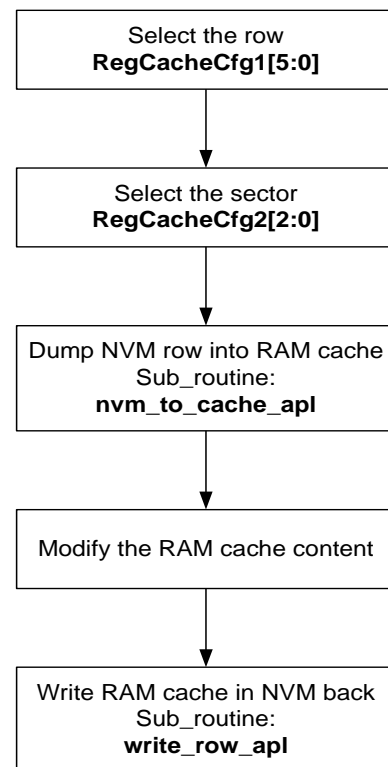 Select the row
RegCacheCfg1[5:0]
Select the sector
RegCacheCfg2[2:0]
Dump NVM row into RAM cache
Sub_routine:
nvm_to_cache_apl
Modify the RAM cache content
Write RAM cache in NVM back
Sub_routine:
write_row_apl